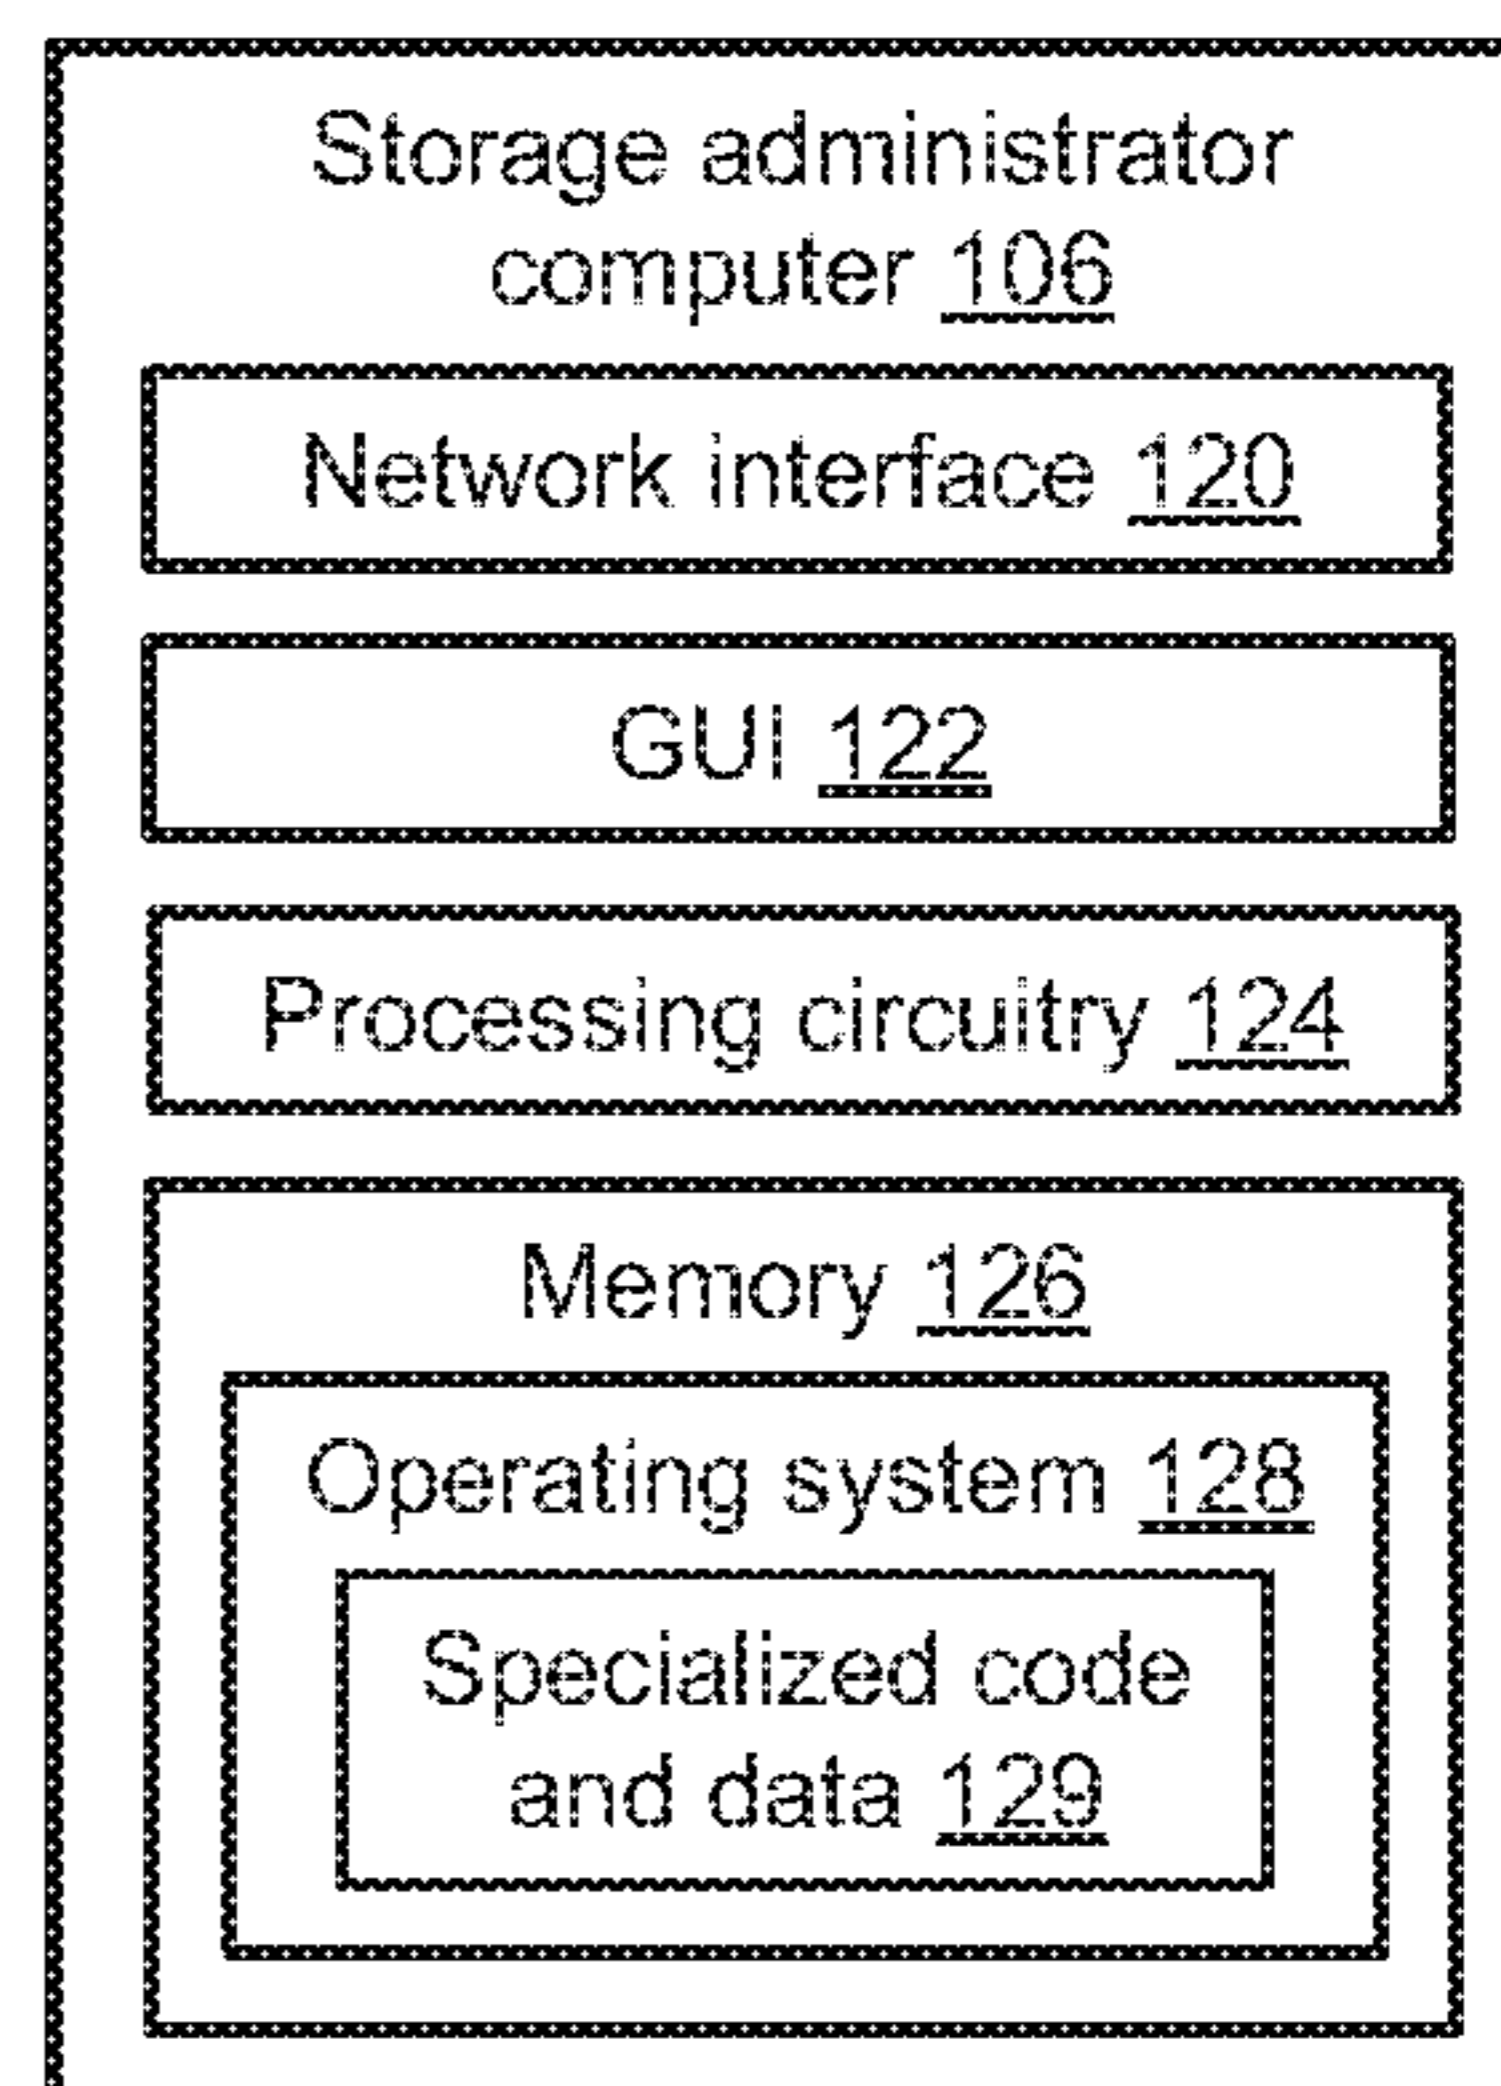 Storage administrator
computer 106
Network interface 120
GUI 122
Processing circuitry 124
Memory 126
Operating system 128
Specialized code
and data 129